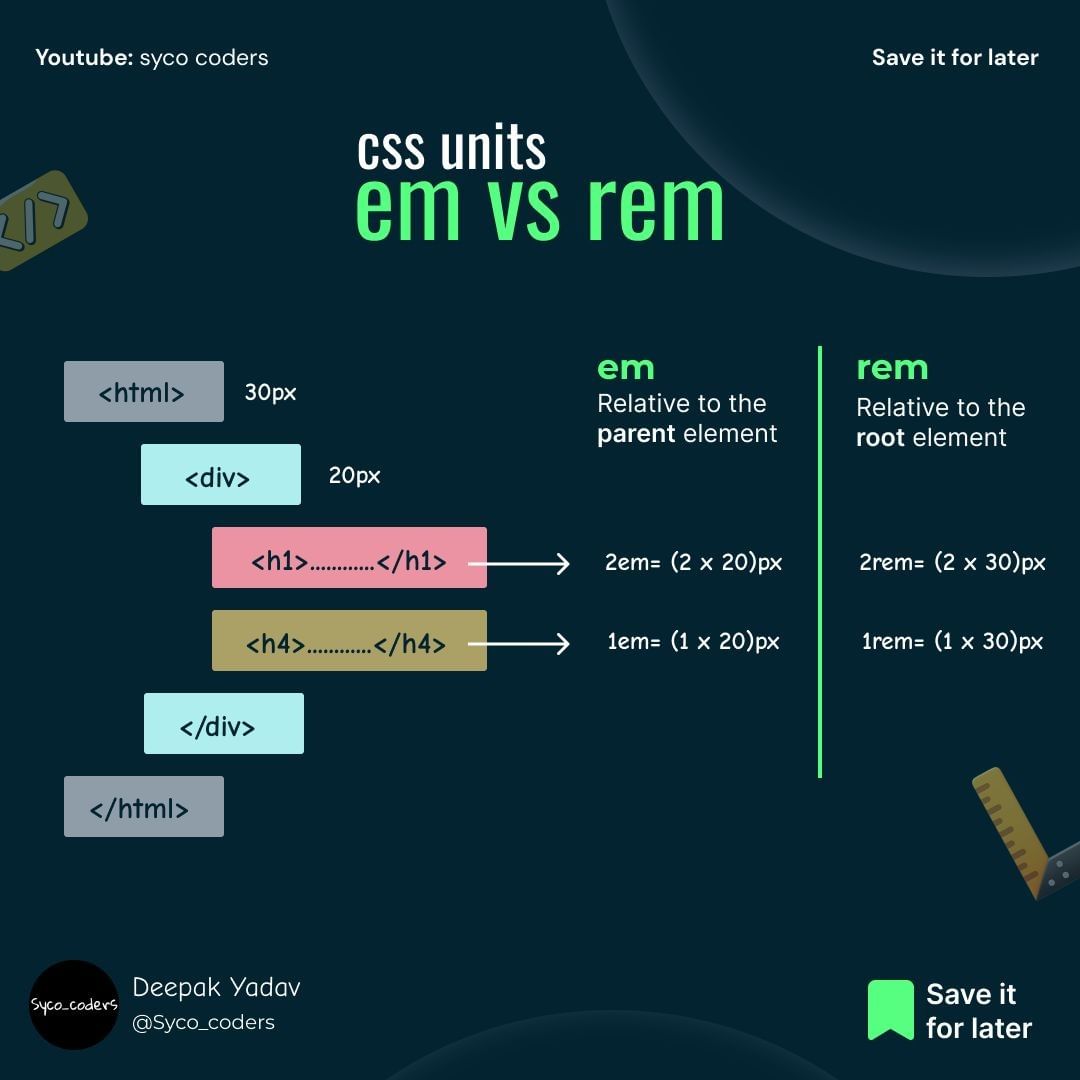 Youtube: syco coders
Save it for later
css units
em vs rem
</>
<html>
30px
<div>
20px
<h1>............</h1>
<h4>............</h4>
</div>
</html>
em
Relative to the
parent element
2em= (2 x 20)px
1em= (1 x 20)px
rem
Relative to the
root element
2rem= (2 x 30)px
1rem= (1 x 30)px
Syco_coders
Deepak Yadav
@Syco_coders
Save it
for later